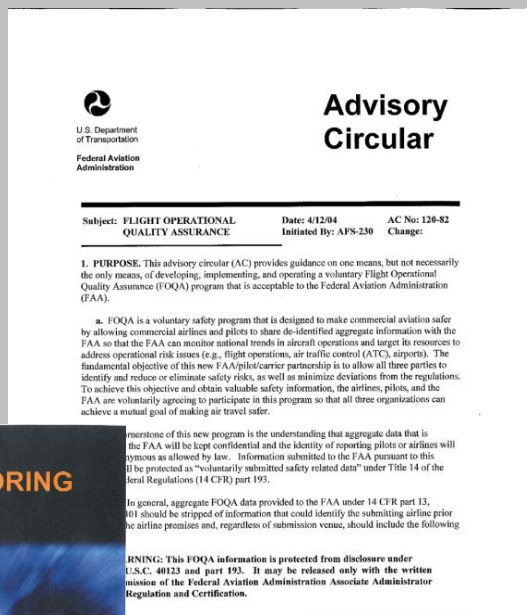 U.S. Department
of Transportation
Federal Aviation
Administration
Advisory
Circular
Subject: FLIGHT OPERATIONAL
QUALITY ASSURANCE
Date: 4/12/04
Initiated By: AFS-230
AC No: 120-82
Change:
1. PURPOSE. This advisory circular (AC) provides guidance on one means, but not necessarily
the only means, of developing, implementing, and operating a voluntary Flight Operational
Quality Assurance (FOQA) program that is acceptable to the Federal Aviation Administration
(FAA).
a. FOQA is a voluntary safety program that is designed to make commercial aviation safer
by allowing commercial airlines and pilots to share de-identified aggregate information with the
FAA so that the FAA can monitor national trends in aircraft operations and target its resources to
address operational risk issues (e.g., flight operations, air traffic control (ATC), airports). The
fundamental objective of this new FAA/pilot/carrier partnership is to allow all three parties to
identify and reduce or eliminate safety risks, as well as minimize deviations from the regulations.
To achieve this objective and obtain valuable safety information, the airlines, pilots, and the
FAA are voluntarily agreeing to participate in this program so that all three organizations can
achieve a mutual goal of making air travel safer.
ornerstone of this new program is the understanding that aggregate data that is
the FAA will be kept confidential and the identity of reporting pilots or airlines will
nymous as allowed by law. Information submitted to the FAA pursuant to this
ll be protected as “voluntarily submitted safety related data” under Title 14 of the
deral Regulations (14 CFR) part 193.
In general, aggregate FOQA data provided to the FAA under 14 CFR part 13,
401 should be stripped of information that could identify the submitting airline prior
he airline premises and, regardless of submission venue, should include the following
RNING: This FOQA information is protected from disclosure under
U.S.C. 40123 and part 193. It may be released only with the written
mission of the Federal Aviation Administration Associate Administrator
Regulation and Certification.
ORING